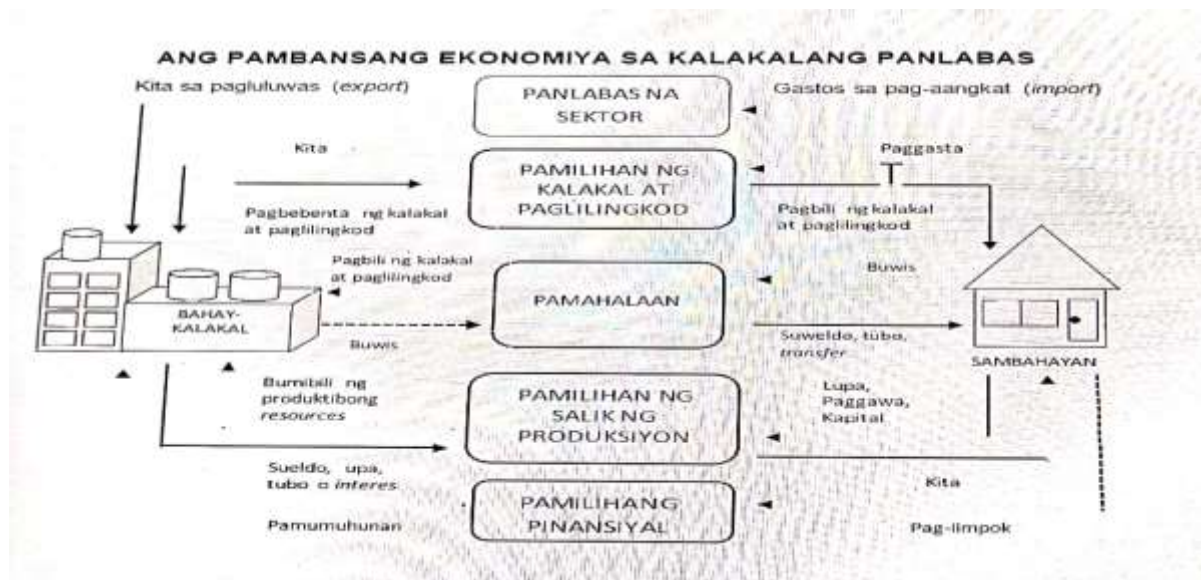 ANG PAMBANSANG EKONOMIYA SA KALAKALANG PANLABAS
Kita sa pagluluwas (export)
PANLABAS NA
SEKTOR
Gastos sa pag-aangkat (import)
Kita
PAMILIHAN NG
KALAKAL AT
PAGLILINGKOD
Paggasta
Pagbebenta ng kalakal
at paglilingkod
Pagbili ng kalakal
at paglilingkod
Pagbili ng kalakal
at paglilingkod
PAMAHALAAN
Buwis
BAHAY-
KALAKAL
Buwis
Suweldo, tubo,
transfer
SAMBAHAYAN
Bumibili ng
produktibong
resources
PAMILIHAN NG
SALIK NG
PRODUKSIYON
Lupa,
Paggawa,
Kapital
Sueldo, upa,
tubo o interes
Kita
Pamumuhunan
PAMILIHANG
PINANSIYAL
Pag-iimpok